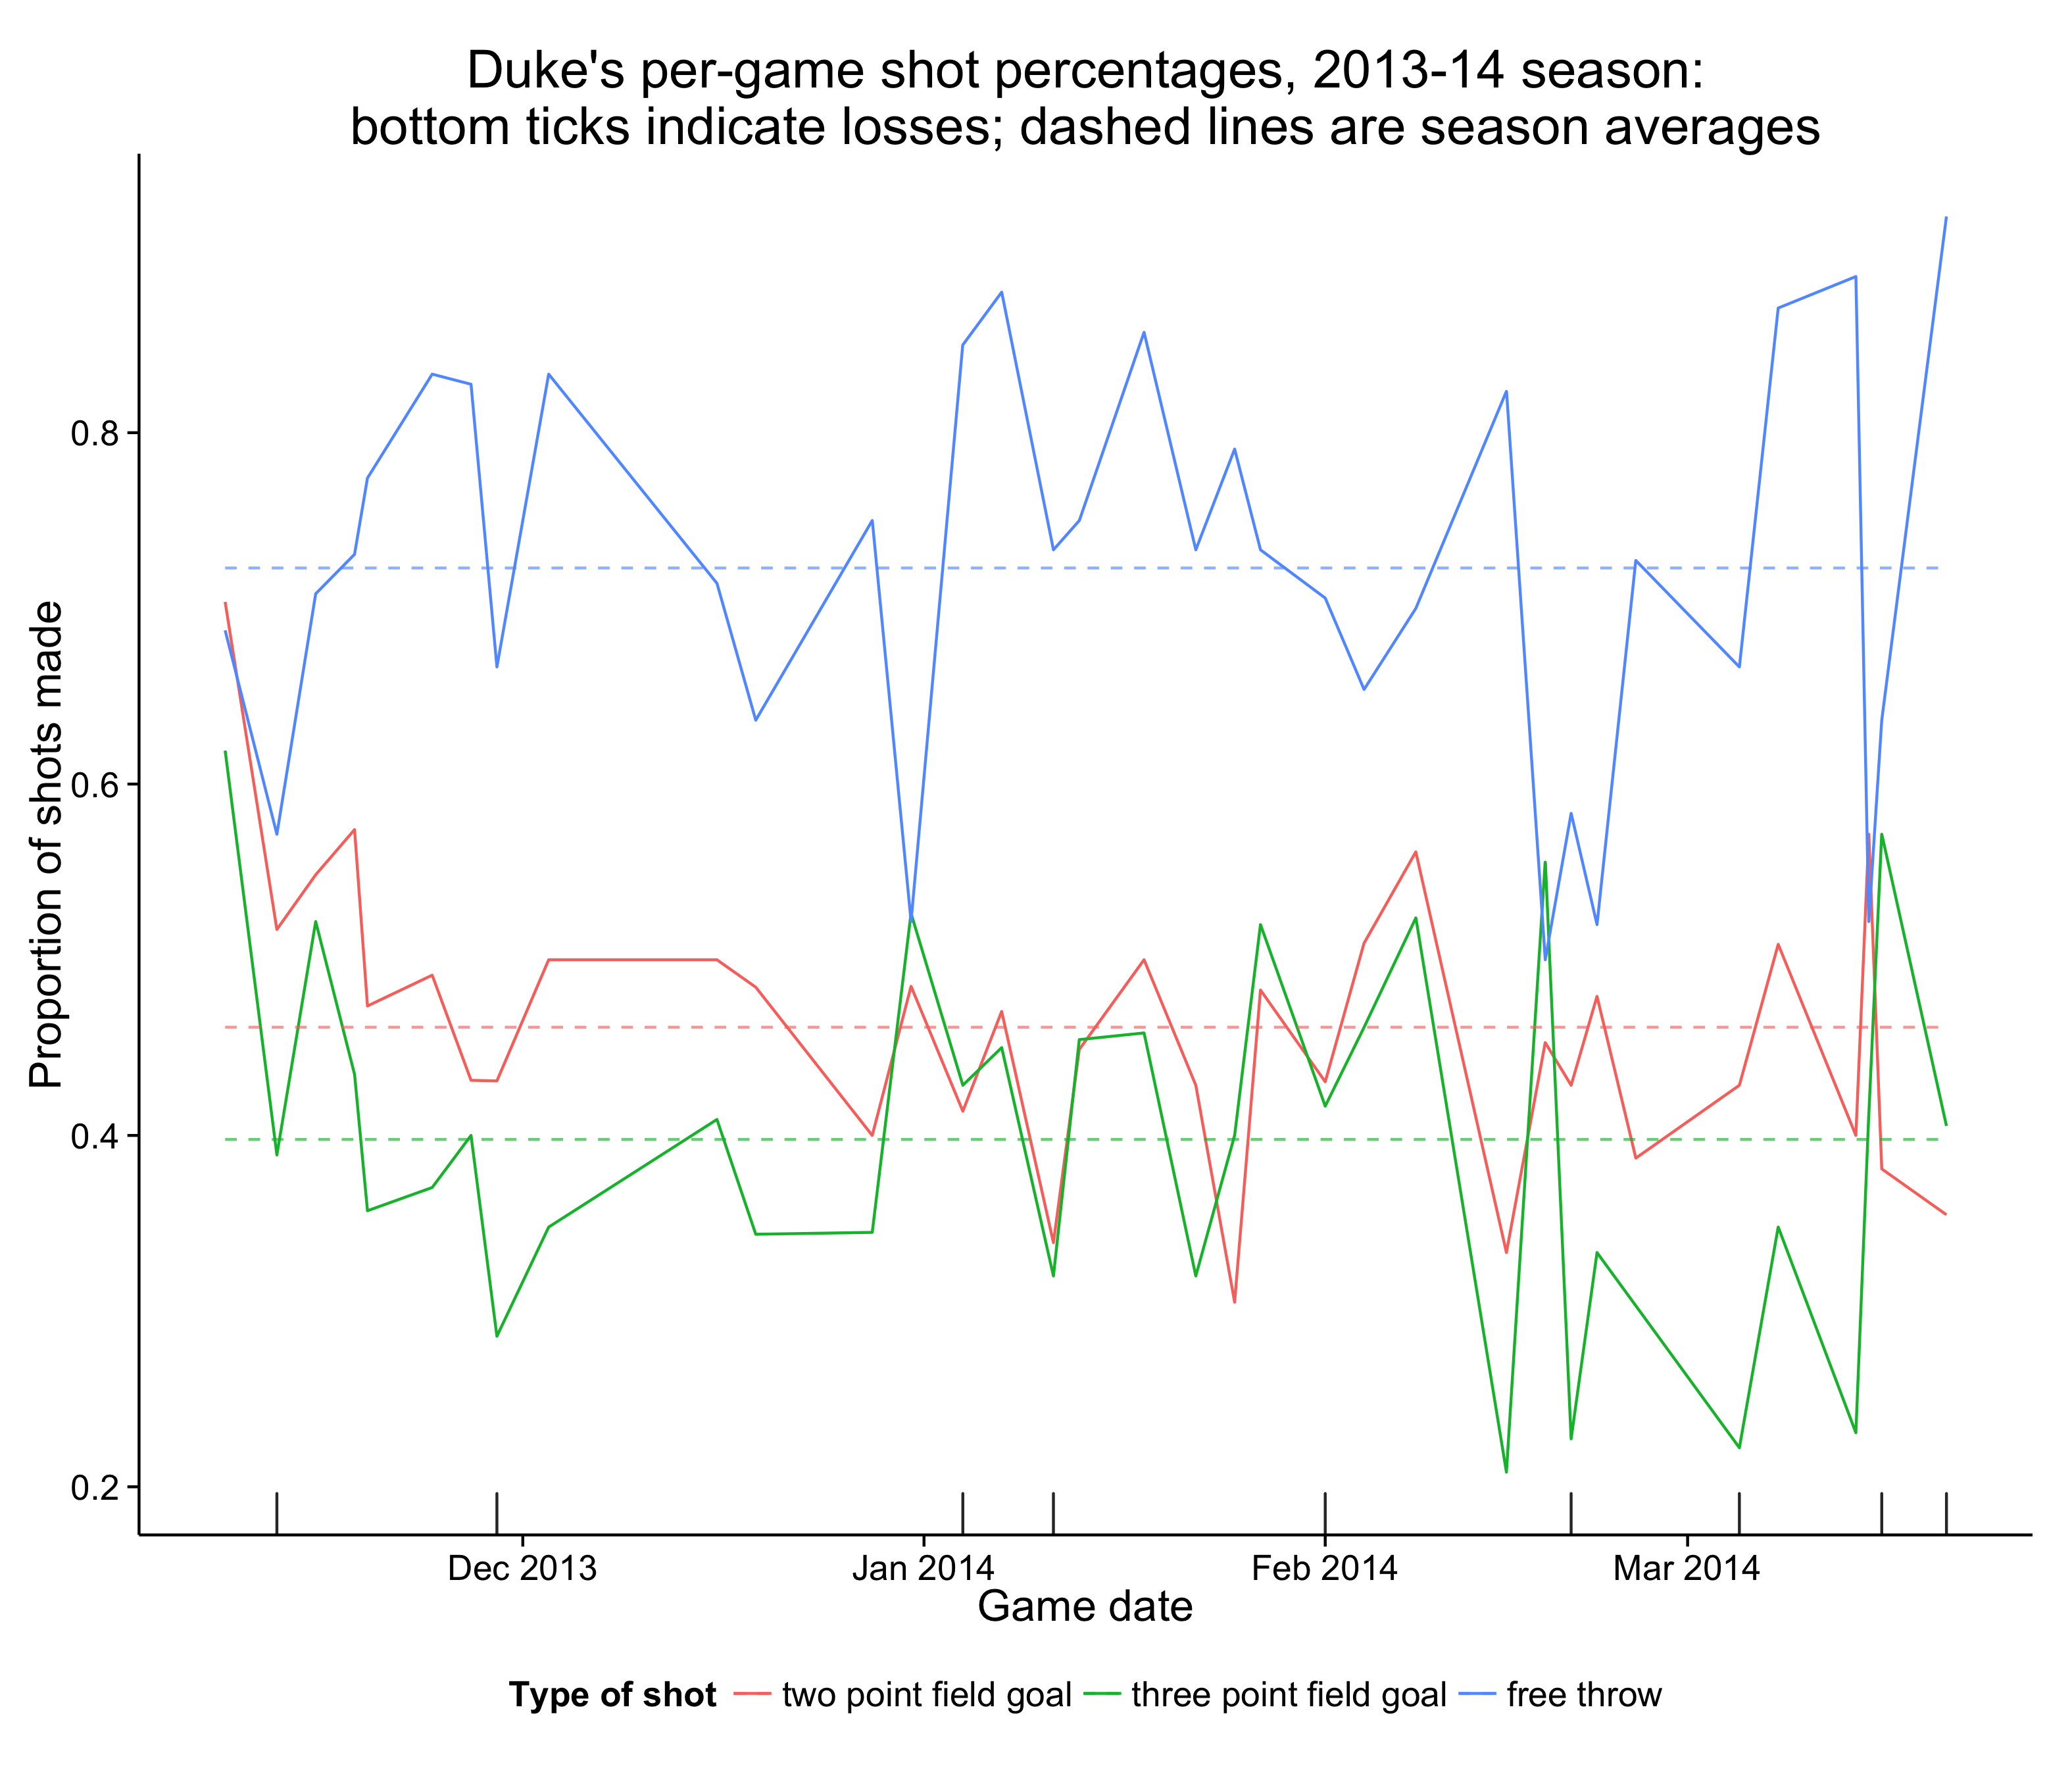 Duke's per-game shot percentages, 2013-14 season:
bottom ticks indicate losses; dashed lines are season averages
Proportion of shots made
0.8
0.6
0.4
0.2
Dec 2013 Jan 2014 Feb 2014 Mar 2014
Game date
Type of shot two point field goal three point field goal free throw